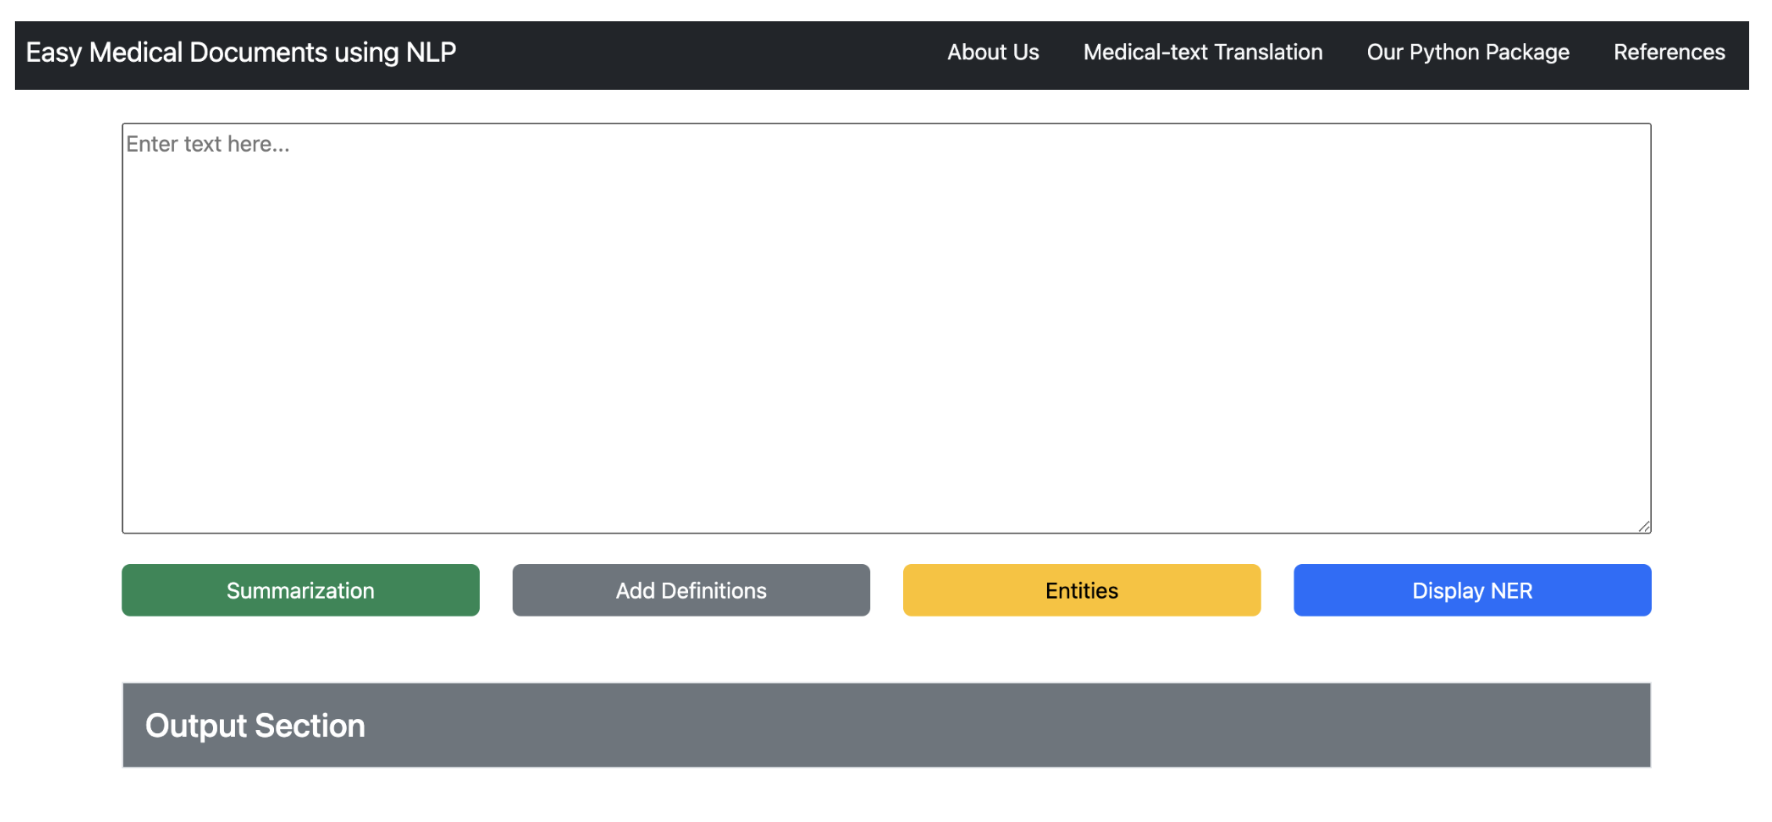 Easy Medical Documents using NLP
About Us
Medical-text Translation
Our Python Package
References
Enter text here...
Summarization
Add Definitions
Entities
Display NER
Output Section